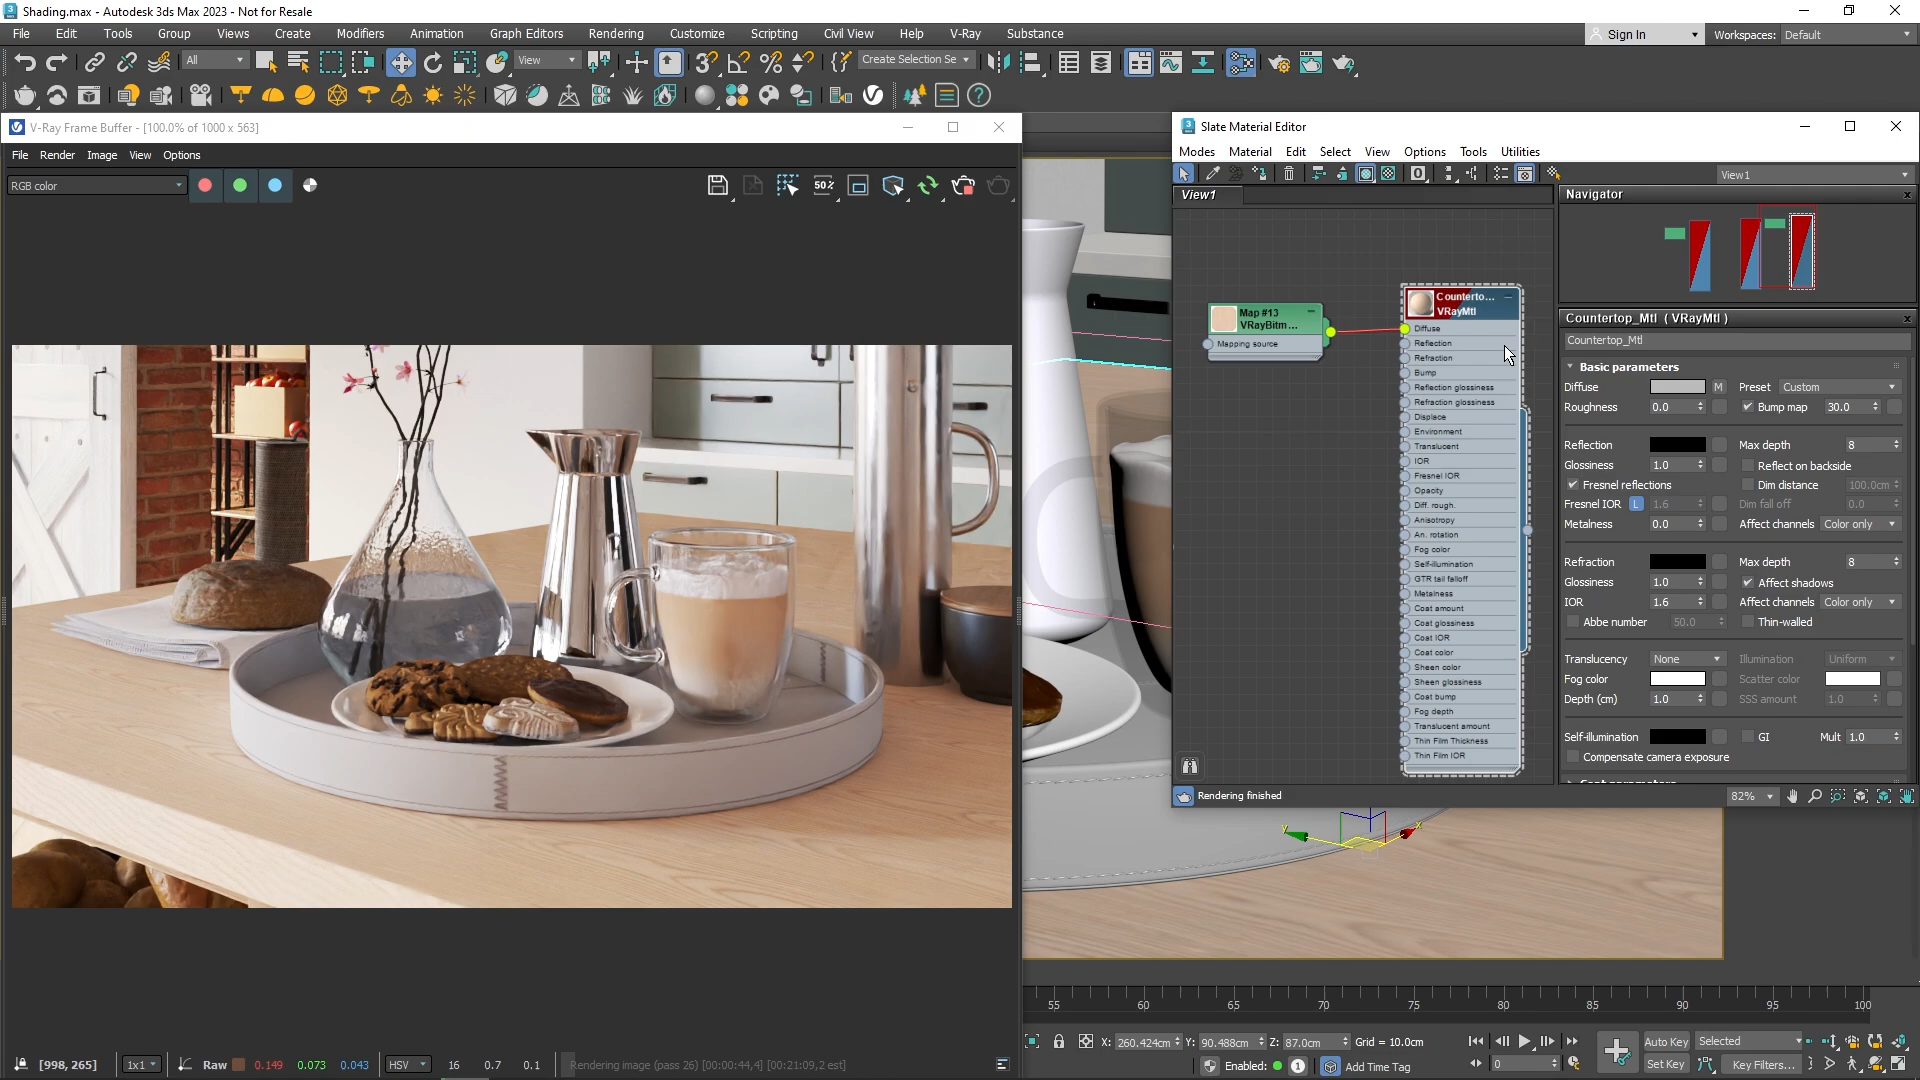 Shading.max - Autodesk 3ds Max 2023 - Not for Resale
File Edit Tools Group Views Create Modifiers Animation Graph Editors Rendering Customize Scripting Civil View Help V-Ray Substance
Sign In
Workspaces: Default
All
View
Create Selection Se
V-Ray Frame Buffer - [100.0% of 1000 x 563]
File Render Image View Options
RGB color
50%
Slate Material Editor
Modes Material Edit Select View Options Tools Utilities
View1
View1
Navigator
Map #13
VRayBitm...
Mapping source
Counterto...
VRayMtl
Diffuse
Reflection
Refraction
Bump
Reflection glossiness
Refraction glossiness
Displace
Environment
Translucent
IOR
Fresnel IOR
Opacity
Diff. rough.
Anisotropy
An. rotation
Fog color
Self-illumination
GTR tail falloff
Metalness
Coat amount
Coat glossiness
Coat IOR
Coat color
Sheen color
Sheen glossiness
Coat bump
Fog depth
Translucent amount
Thin Film Thickness
Thin Film IOR
Countertop_Mtl ( VRayMtl )
Countertop_Mtl
Basic parameters
Diffuse M Preset Custom
Roughness 0.0 Bump map 30.0
Reflection Max depth 8
Glossiness 1.0 Reflect on backside
Fresnel reflections Dim distance 100.0cm
Fresnel IOR L 1.6 Dim fall off 0.0
Metalness 0.0 Affect channels Color only
Refraction Max depth 8
Glossiness 1.0 Affect shadows
IOR 1.6 Affect channels Color only
Abbe number 50.0 Thin-walled
Translucency None Illumination Uniform
Fog color Scatter color
Depth (cm) 1.0 SSS amount 1.0
Self-illumination GI Mult 1.0
Compensate camera exposure
Rendering finished
82%
y
x
55 60 65 70 75 80 85 90 95 100
[998, 265] 1x1 Raw 0.149 0.073 0.043 HSV 16 0.7 0.1 Rendering image (pass 26) [00:00:44,4] [00:21:09,2 est]
X: 260.424cm Y: 90.488cm Z: 87.0cm Grid = 10.0cm
Auto Key Selected
Enabled: 1 Add Time Tag
0
Set Key Key Filters...